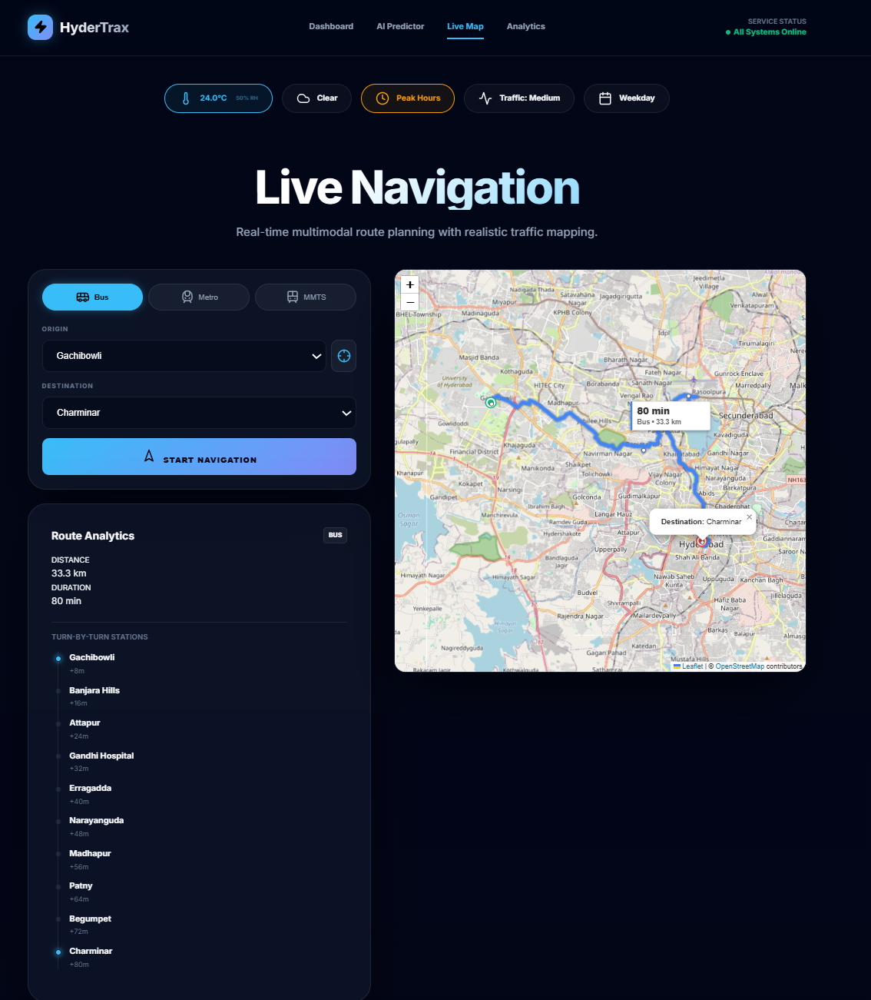 HyderTrax
Dashboard
AI Predictor
Live Map
Analytics
SERVICE STATUS
All Systems Online
24.0°C 50% RH
Clear
Peak Hours
Traffic: Medium
Weekday
Live Navigation
Real-time multimodal route planning with realistic traffic mapping.
Bus
Metro
MMTS
ORIGIN
Gachibowli
DESTINATION
Charminar
START NAVIGATION
Route Analytics
BUS
DISTANCE
33.3 km
DURATION
80 min
TURN-BY-TURN STATIONS
Gachibowli
+8m
Banjara Hills
+16m
Attapur
+24m
Gandhi Hospital
+32m
Erragadda
+40m
Narayanguda
+48m
Madhapur
+56m
Patny
+64m
Begumpet
+72m
Charminar
+80m
+
−
Jeedimetla
Village
Nadigada Thanda
Satavahana
Nagar
Jagadgirigutta
Alwal
Venkatapuram
Miyapur
KPHB Colony
BHEL Township
Madinaguda
Idpl
Tirumalagiri
Masjid Banda
Bharath Nagar
Kothaguda
Fateh Nagar
Gunrock Enclave
University
of Hyderabad
HITEC City
Borabanda
Sanath Nagar
Marredpally
Vengal Rao
Rasoolpura
Madhapur
80 min
Bus • 33.3 km
Secunderabad
Gowlidoddi
Jubilee Hills
Kavadiguda
Khajaguda
Financial District
Navirman Nagar
Gandhi Nagar
Khanapur
Manikonda
Shaikpet
Himayat Nagar
Kokapet
Tolichowki
Vijay Nagar
Colony
Narayanguda
NH163
Narsingi
Barkatpura
Gandipet
Golconda
Gudimalkapur
Abids
Ibrahim Bagh
Chaderghat
Osman
Sagar
Manchirevula
Langar Hauz
Ramdev Guda
Destination: Charminar
×
Hydershakote
Attapur
Gaddiannaram
Upperpally
Bandlaguda
Jagir
Shah Ali Banda
Saroor
Himayath Nagar
Himayath Sagar
Nawab Saheb
Kunta
Uppuguda
Kanchan Bagh
Budvel
Yenkepalle
Shivrampalli
Hafiz Baba
Nagar
Jillelaguda
Himayat
Sagar
Rajendra Nagar
Mailardevpally
Barkas
Balapur
Almasg
Nagireddyguda
Gagan Pahad
Katedan
Mustafa Hills
Kothwalguda
Sathamrai
Leaflet | © OpenStreetMap contributors